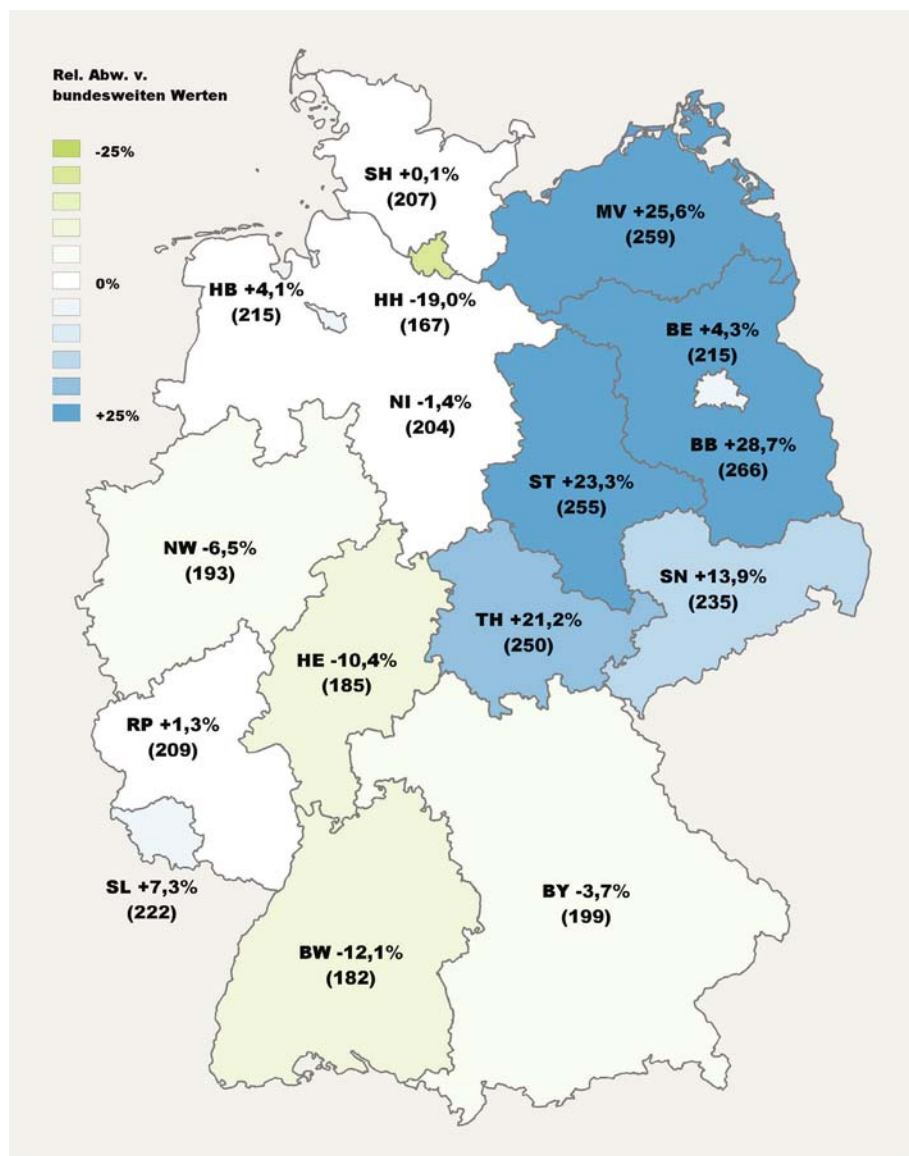 Rel. Abw. v.
bundesweiten Werten
-25%
0%
+25%
SH +0,1%
(207)
MV +25,6%
(259)
HB +4,1%
(215)
HH -19,0%
(167)
BE +4,3%
(215)
NI -1,4%
(204)
BB +28,7%
(266)
ST +23,3%
(255)
NW -6,5%
(193)
SN +13,9%
(235)
TH +21,2%
(250)
HE -10,4%
(185)
RP +1,3%
(209)
SL +7,3%
(222)
BY -3,7%
(199)
BW -12,1%
(182)